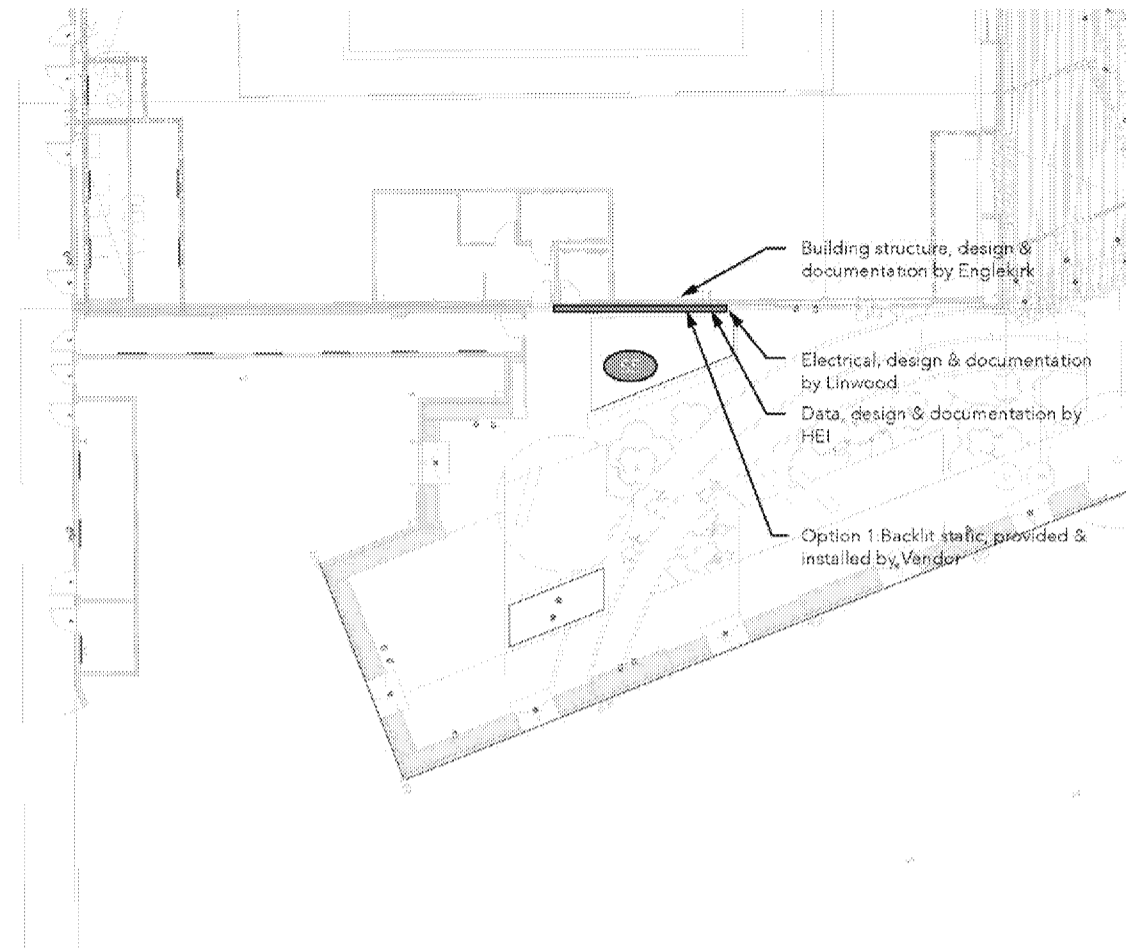 Building structure, design &
documentation by Englekirk
Electrical, design & documentation
by Linwood
Data, design & documentation by
HEI
Option 1:Backlit static, provided &
installed by Vendor